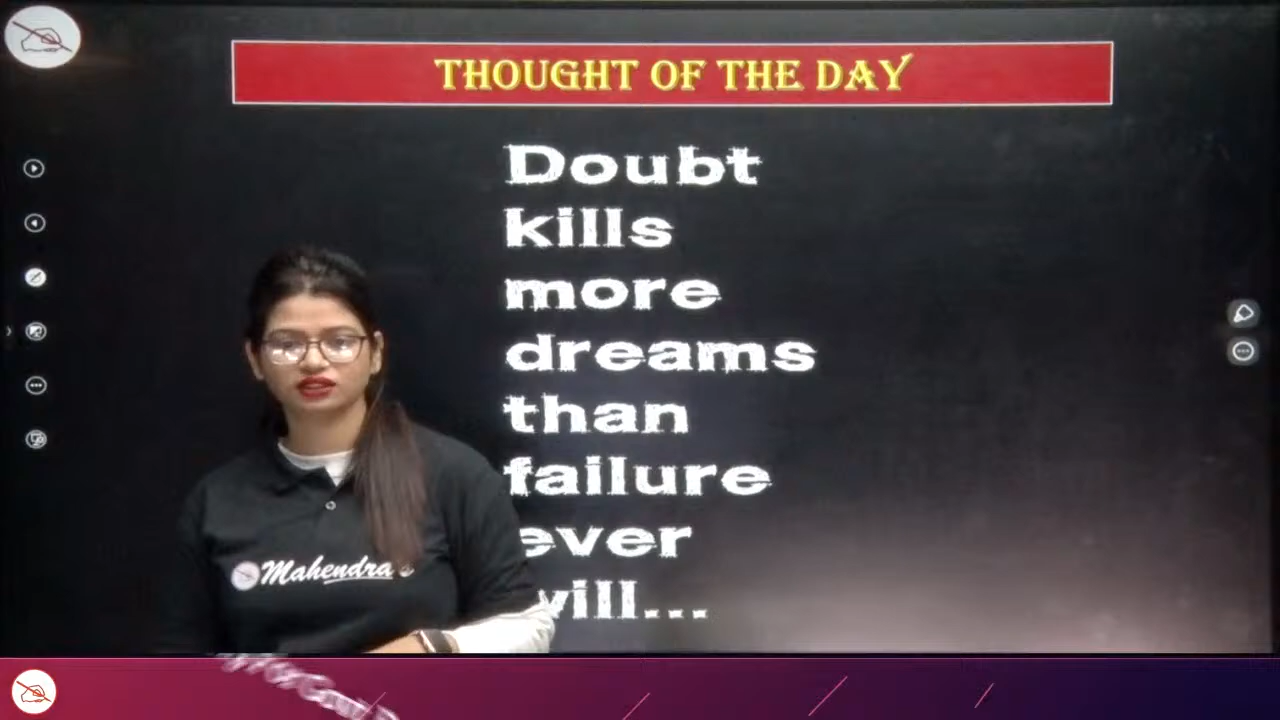 THOUGHT OF THE DAY
Doubt
kills
more
dreams
than
failure
ever
will...
Mahendra's